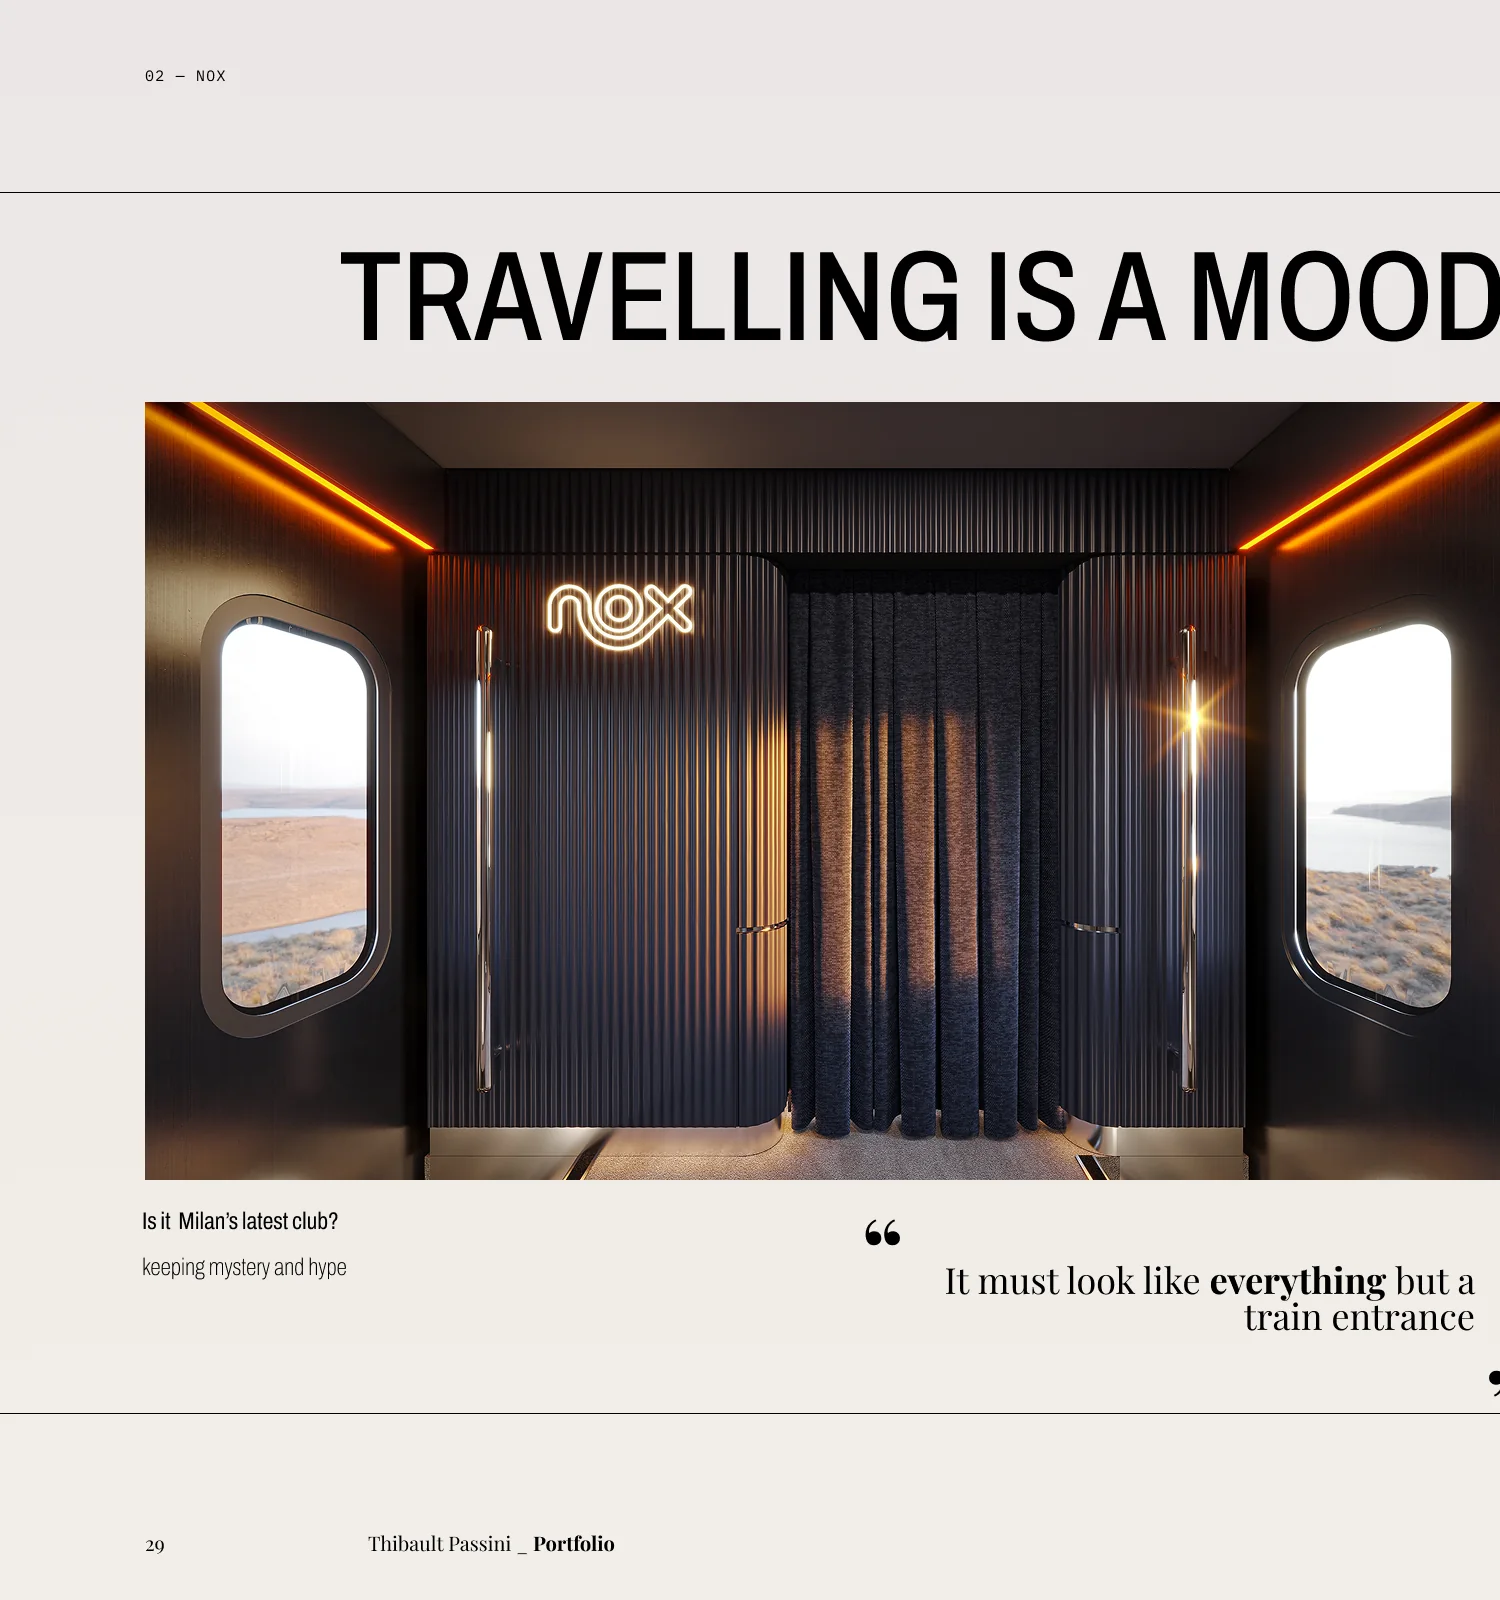 02 — NOX
TRAVELLING IS A MOOD
nox
Is it Milan’s latest club?
keeping mystery and hype
“
It must look like everything but a
train entrance
”
29
Thibault Passini _ Portfolio